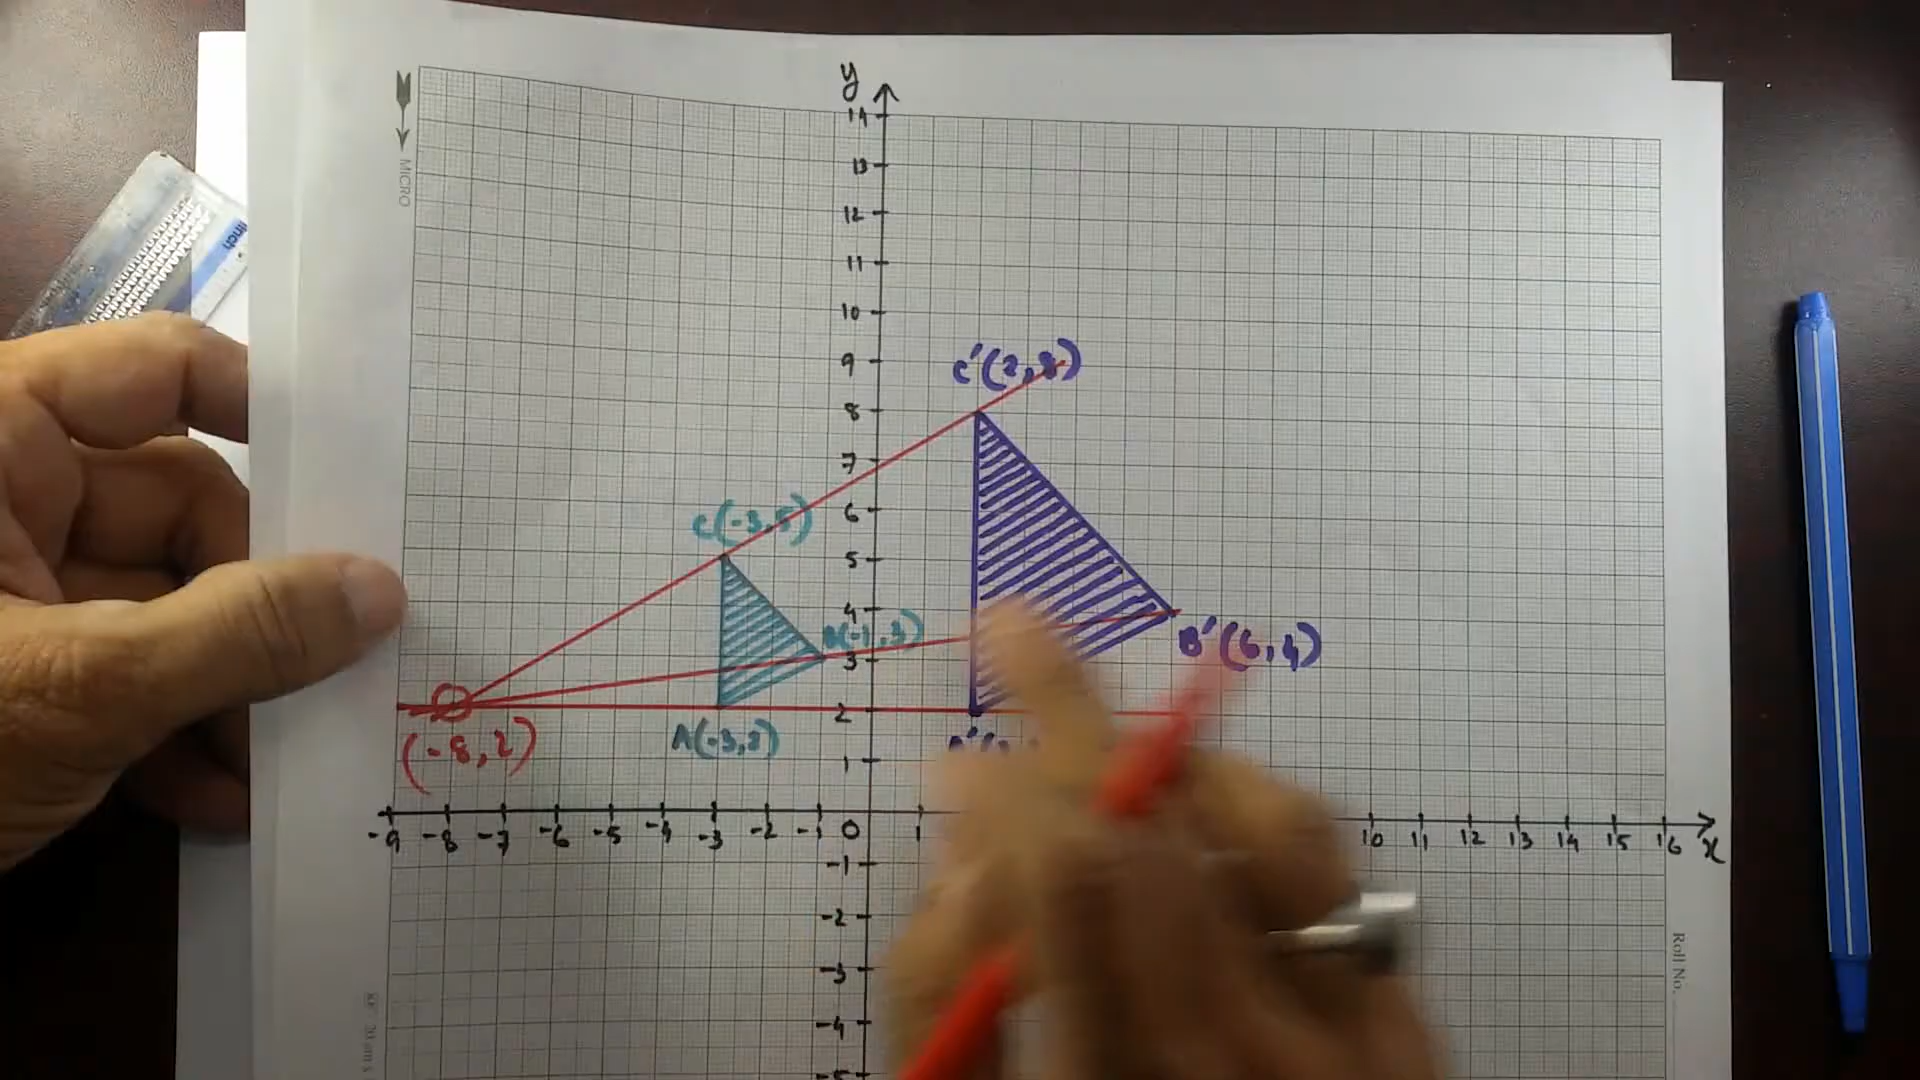 y
14
13
12
11
10
9
8
7
6
5
4
3
2
1
MICRO
inch
C'(2,8)
C(-3,5)
B(-1,3)
B'(6,4)
A(-3,2)
(-8,2)
-9 -8 -7 -6 -5 -4 -3 -2 -1 0 1 10 11 12 13 14 15 16 x
-1
-2
-3
-4
-5
Roll No.